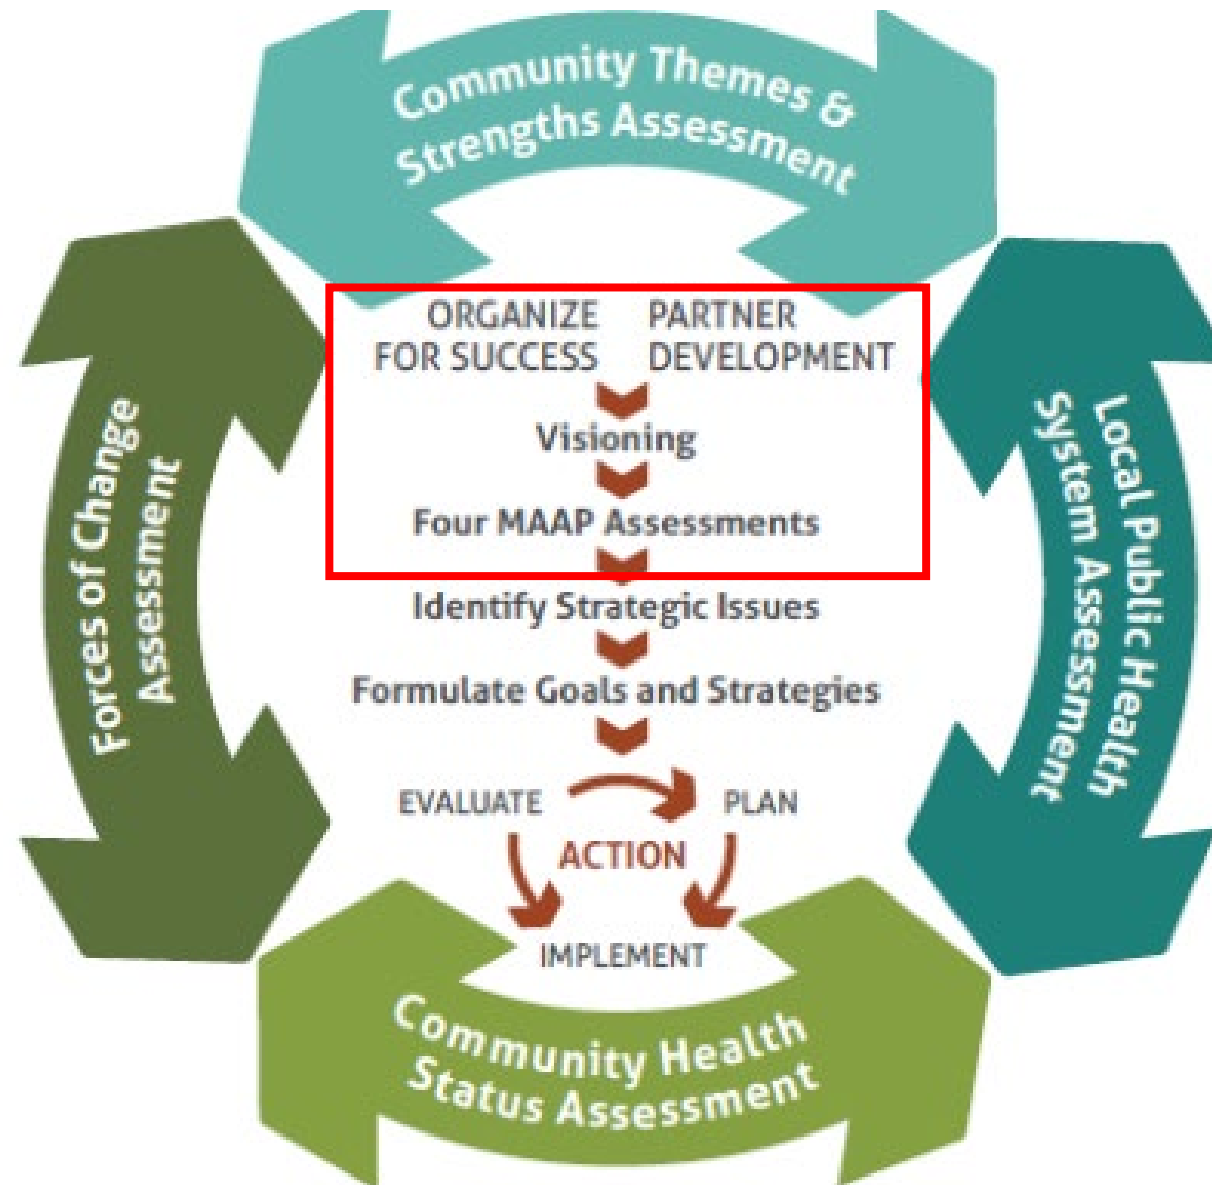 Community Themes &
Strengths Assessment
ORGANIZE
FOR SUCCESS
PARTNER
DEVELOPMENT
Visioning
Four MAAP Assessments
Identify Strategic Issues
Formulate Goals and Strategies
EVALUATE
PLAN
ACTION
IMPLEMENT
Forces of Change
Assessment
Local Public Health
System Assessment
Community Health
Status Assessment